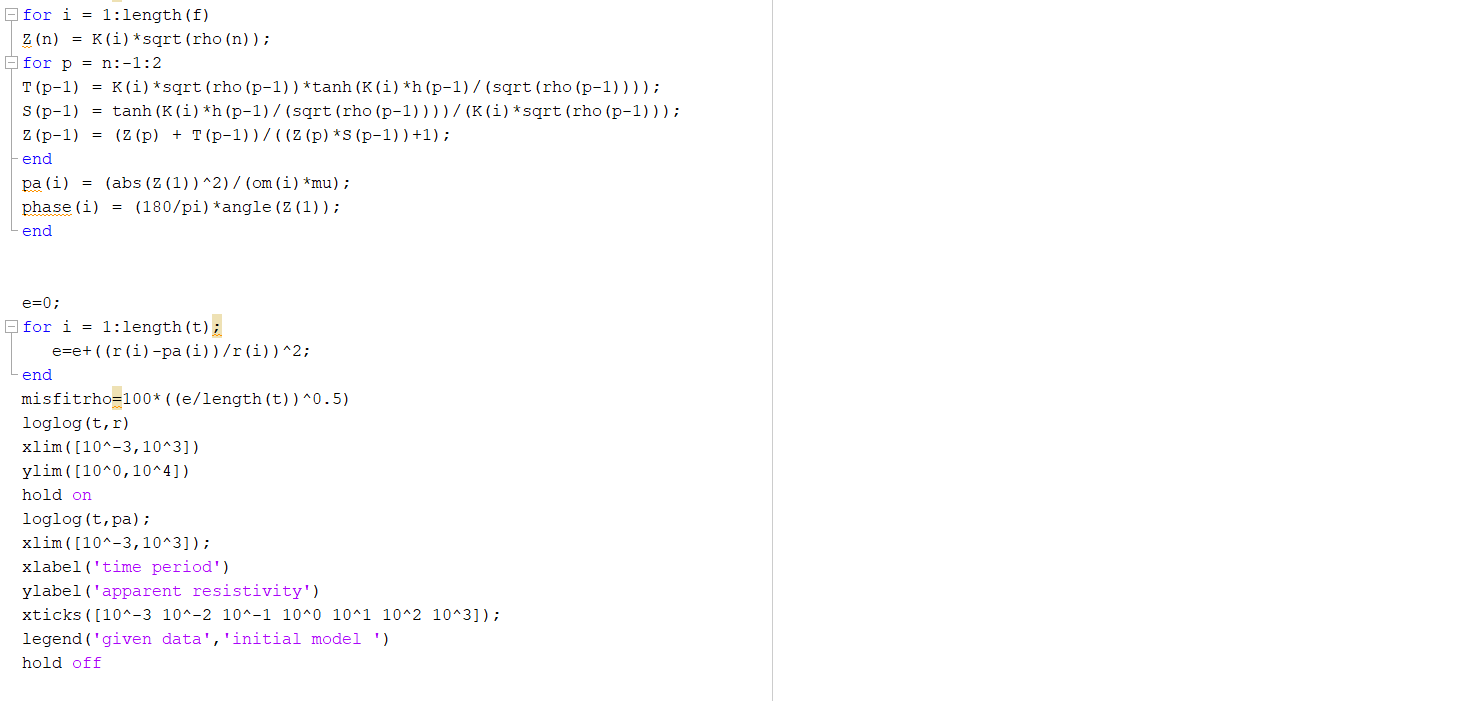 for i = 1:length(f)
Z(n) = K(i)*sqrt(rho(n));
for p = n:-1:2
T(p-1) = K(i)*sqrt(rho(p-1))*tanh(K(i)*h(p-1)/(sqrt(rho(p-1))));
S(p-1) = tanh(K(i)*h(p-1)/(sqrt(rho(p-1))))/(K(i)*sqrt(rho(p-1)));
Z(p-1) = (Z(p) + T(p-1))/((Z(p)*S(p-1))+1);
end
pa(i) = (abs(Z(1))^2)/(om(i)*mu);
phase(i) = (180/pi)*angle(Z(1));
end
e=0;
for i = 1:length(t);
e=e+((r(i)-pa(i))/r(i))^2;
end
misfitrho=100*((e/length(t))^0.5)
loglog(t,r)
xlim([10^-3,10^3])
ylim([10^0,10^4])
hold on
loglog(t,pa);
xlim([10^-3,10^3]);
xlabel('time period')
ylabel('apparent resistivity')
xticks([10^-3 10^-2 10^-1 10^0 10^1 10^2 10^3]);
legend('given data','initial model ')
hold off